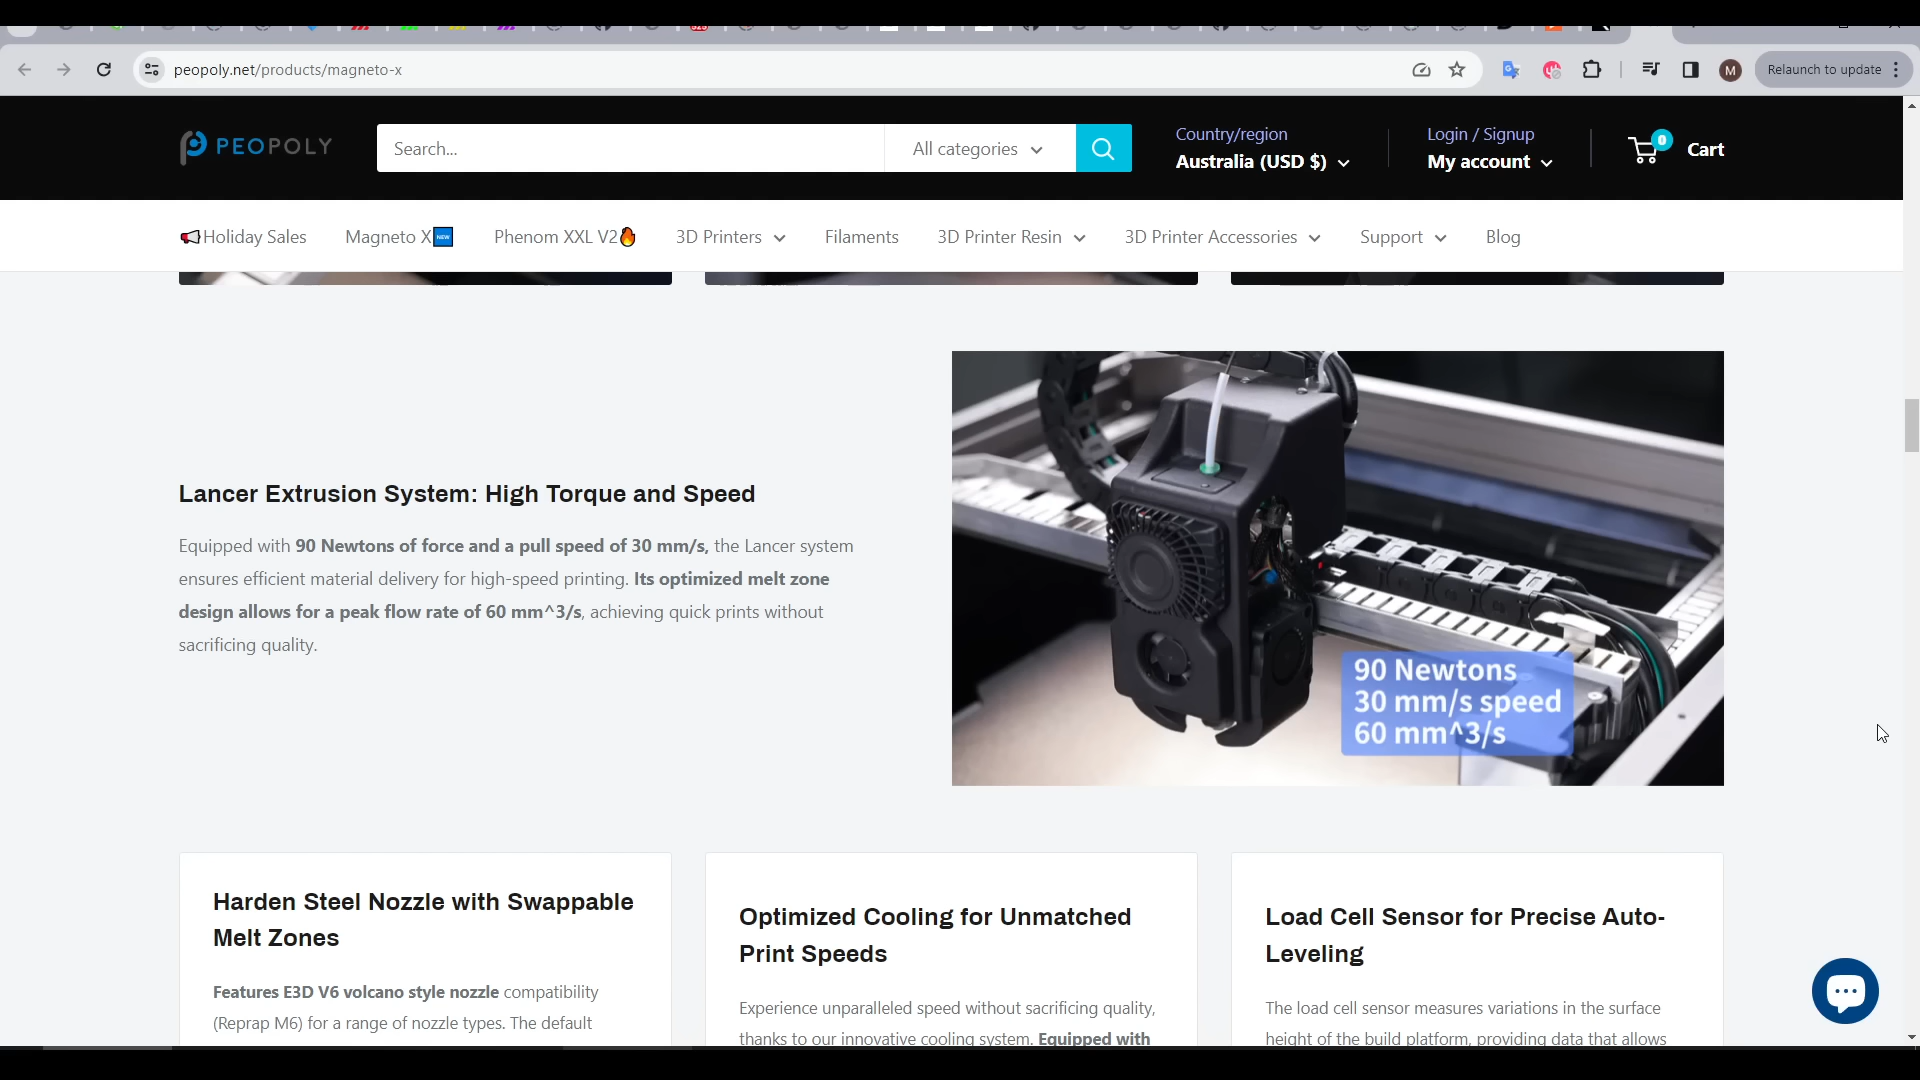 peopoly.net/products/magneto-x
M
Relaunch to update
PEOPOLY
Search...
All categories
Country/region
Australia (USD $)
Login / Signup
My account
0
Cart
Holiday Sales
Magneto X
NEW
Phenom XXL V2
3D Printers
Filaments
3D Printer Resin
3D Printer Accessories
Support
Blog
Lancer Extrusion System: High Torque and Speed
Equipped with 90 Newtons of force and a pull speed of 30 mm/s, the Lancer system
ensures efficient material delivery for high-speed printing. Its optimized melt zone
design allows for a peak flow rate of 60 mm^3/s, achieving quick prints without
sacrificing quality.
90 Newtons
30 mm/s speed
60 mm^3/s
Harden Steel Nozzle with Swappable
Melt Zones
Features E3D V6 volcano style nozzle compatibility
(Reprap M6) for a range of nozzle types. The default
Optimized Cooling for Unmatched
Print Speeds
Experience unparalleled speed without sacrificing quality,
thanks to our innovative cooling system. Equipped with
Load Cell Sensor for Precise Auto-
Leveling
The load cell sensor measures variations in the surface
height of the build platform, providing data that allows